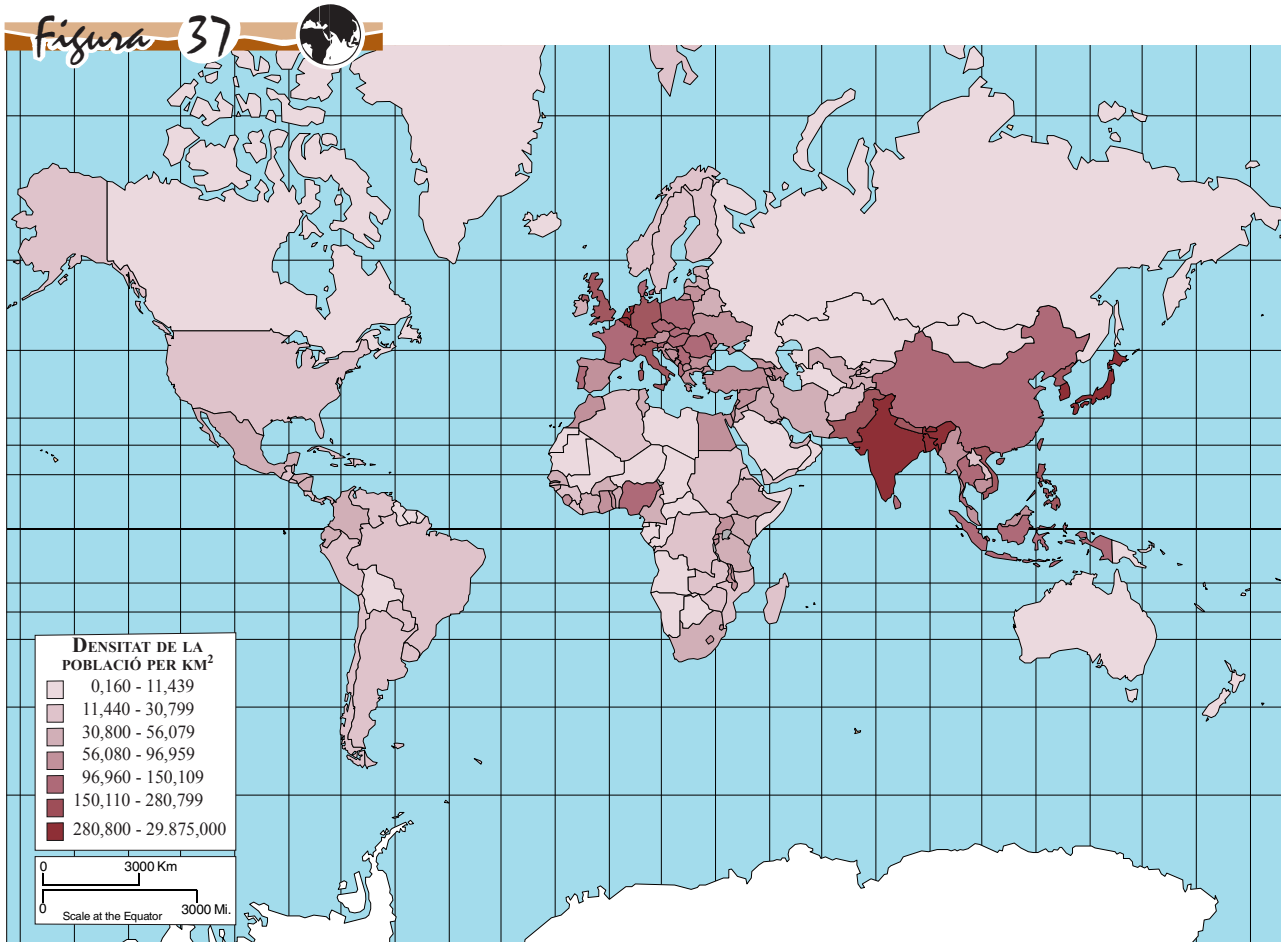 Figura 37
DENSITAT DE LA
POBLACIÓ PER KM²
0,160 - 11,439
11,440 - 30,799
30,800 - 56,079
56,080 - 96,959
96,960 - 150,109
150,110 - 280,799
280,800 - 29.875,000
0 3000 Km
0 3000 Mi.
Scale at the Equator